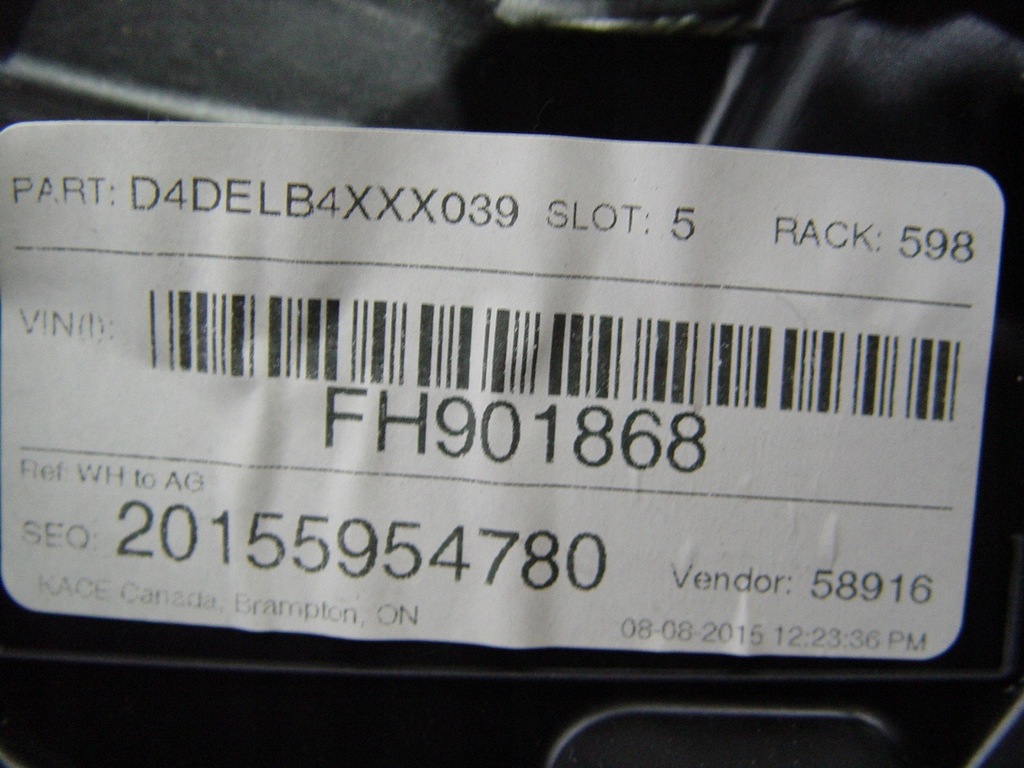 PART: D4DELB4XXX039 SLOT: 5 RACK: 598
VIN(I):
FH901868
Ref: WH to AG
SEQ: 20155954780 Vendor: 58916
KACE Canada, Brampton, ON
08-08-2015 12:23:36 PM